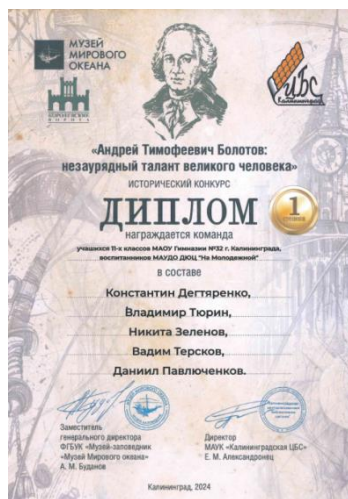 МУЗЕЙ
МИРОВОГО
ОКЕАНА
ЦБС
Калининград
«Андрей Тимофеевич Болотов:
незаурядный талант великого человека»
ИСТОРИЧЕСКИЙ КОНКУРС
ДИПЛОМ
1
награждается команда
учащихся 11-х классов МАОУ Гимназии №32 г. Калининграда,
воспитанников МАУДО ДЮЦ "На Молодежной"
в составе
Константин Дегтяренко,
Владимир Тюрин,
Никита Зеленов,
Вадим Терсков,
Даниил Павлюченков.
Заместитель
генерального директора
ФГБУК «Музей-заповедник
«Музей Мирового океана»
А. М. Буданов
Директор
МАУК «Калининградская ЦБС»
Е. М. Александронец
Калининград, 2024